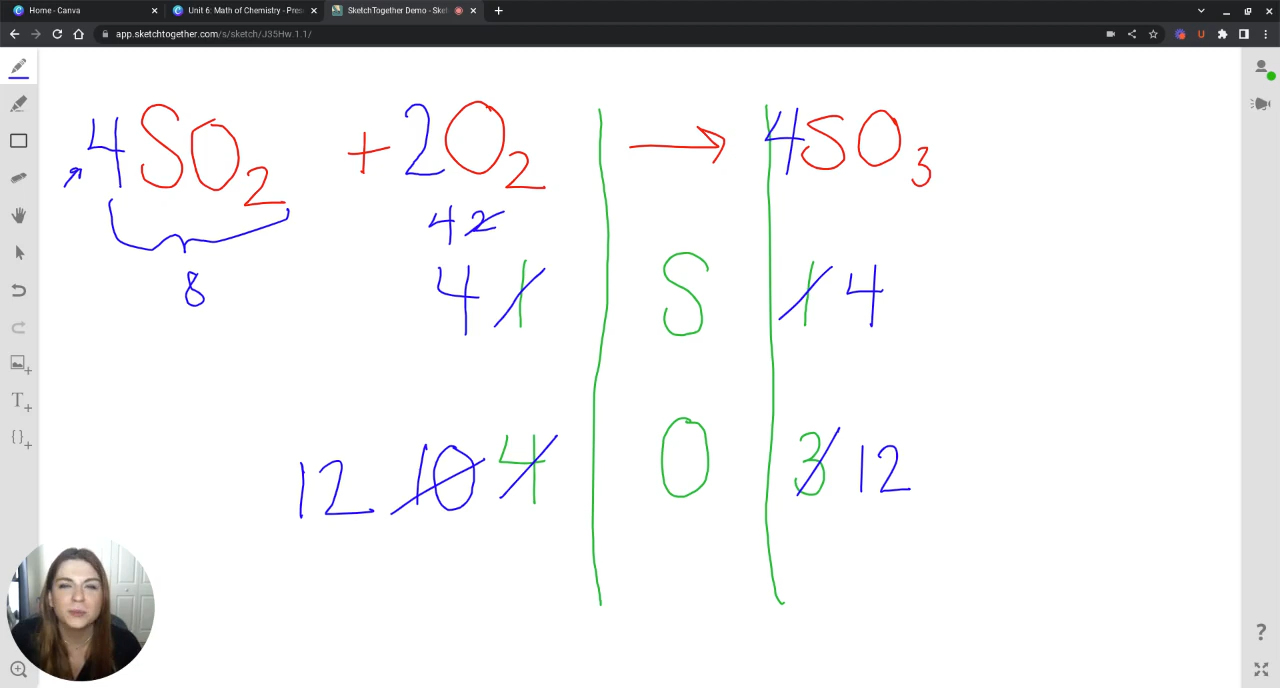 Home - Canva
Unit 6: Math of Chemistry - Pres
SketchTogether Demo - Sket
app.sketchtogether.com/s/sketch/J35Hw.1.1/
U
4SO2 + 2O2 → 4SO3
4 2
8
4 1 S 1 4
12 10 4 O 3 12
T+
{}+
?